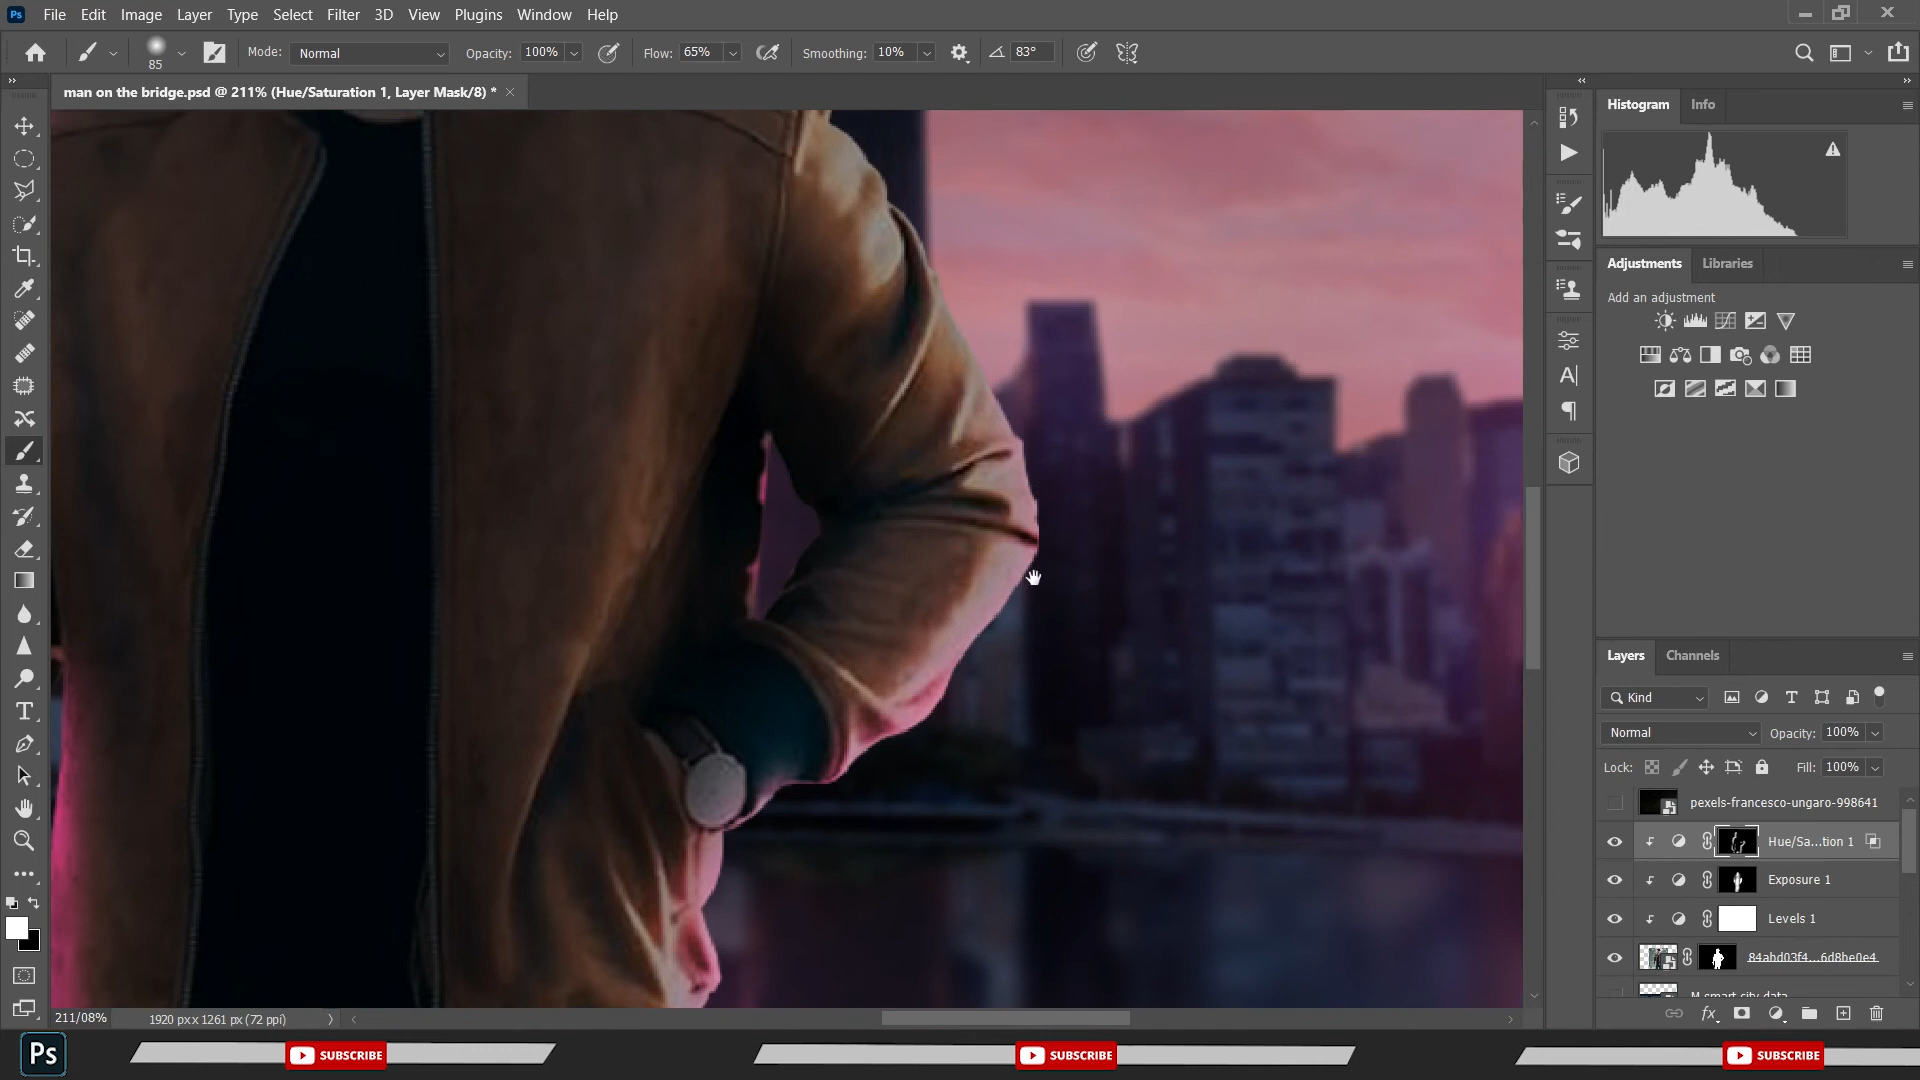 Ps File Edit Image Layer Type Select Filter 3D View Plugins Window Help
85 Mode: Normal Opacity: 100% Flow: 65% Smoothing: 10% 83°
man on the bridge.psd @ 211% (Hue/Saturation 1, Layer Mask/8) * ×
Histogram Info
Adjustments Libraries
Add an adjustment
Layers Channels
Kind
Normal Opacity: 100%
Lock: Fill: 100%
pexels-francesco-ungaro-998641
Hue/Sa...tion 1
Exposure 1
Levels 1
84abd03f4...6d8be0e4
M smart city data
211/08% 1920 px x 1261 px (72 ppi)
Ps SUBSCRIBE SUBSCRIBE SUBSCRIBE